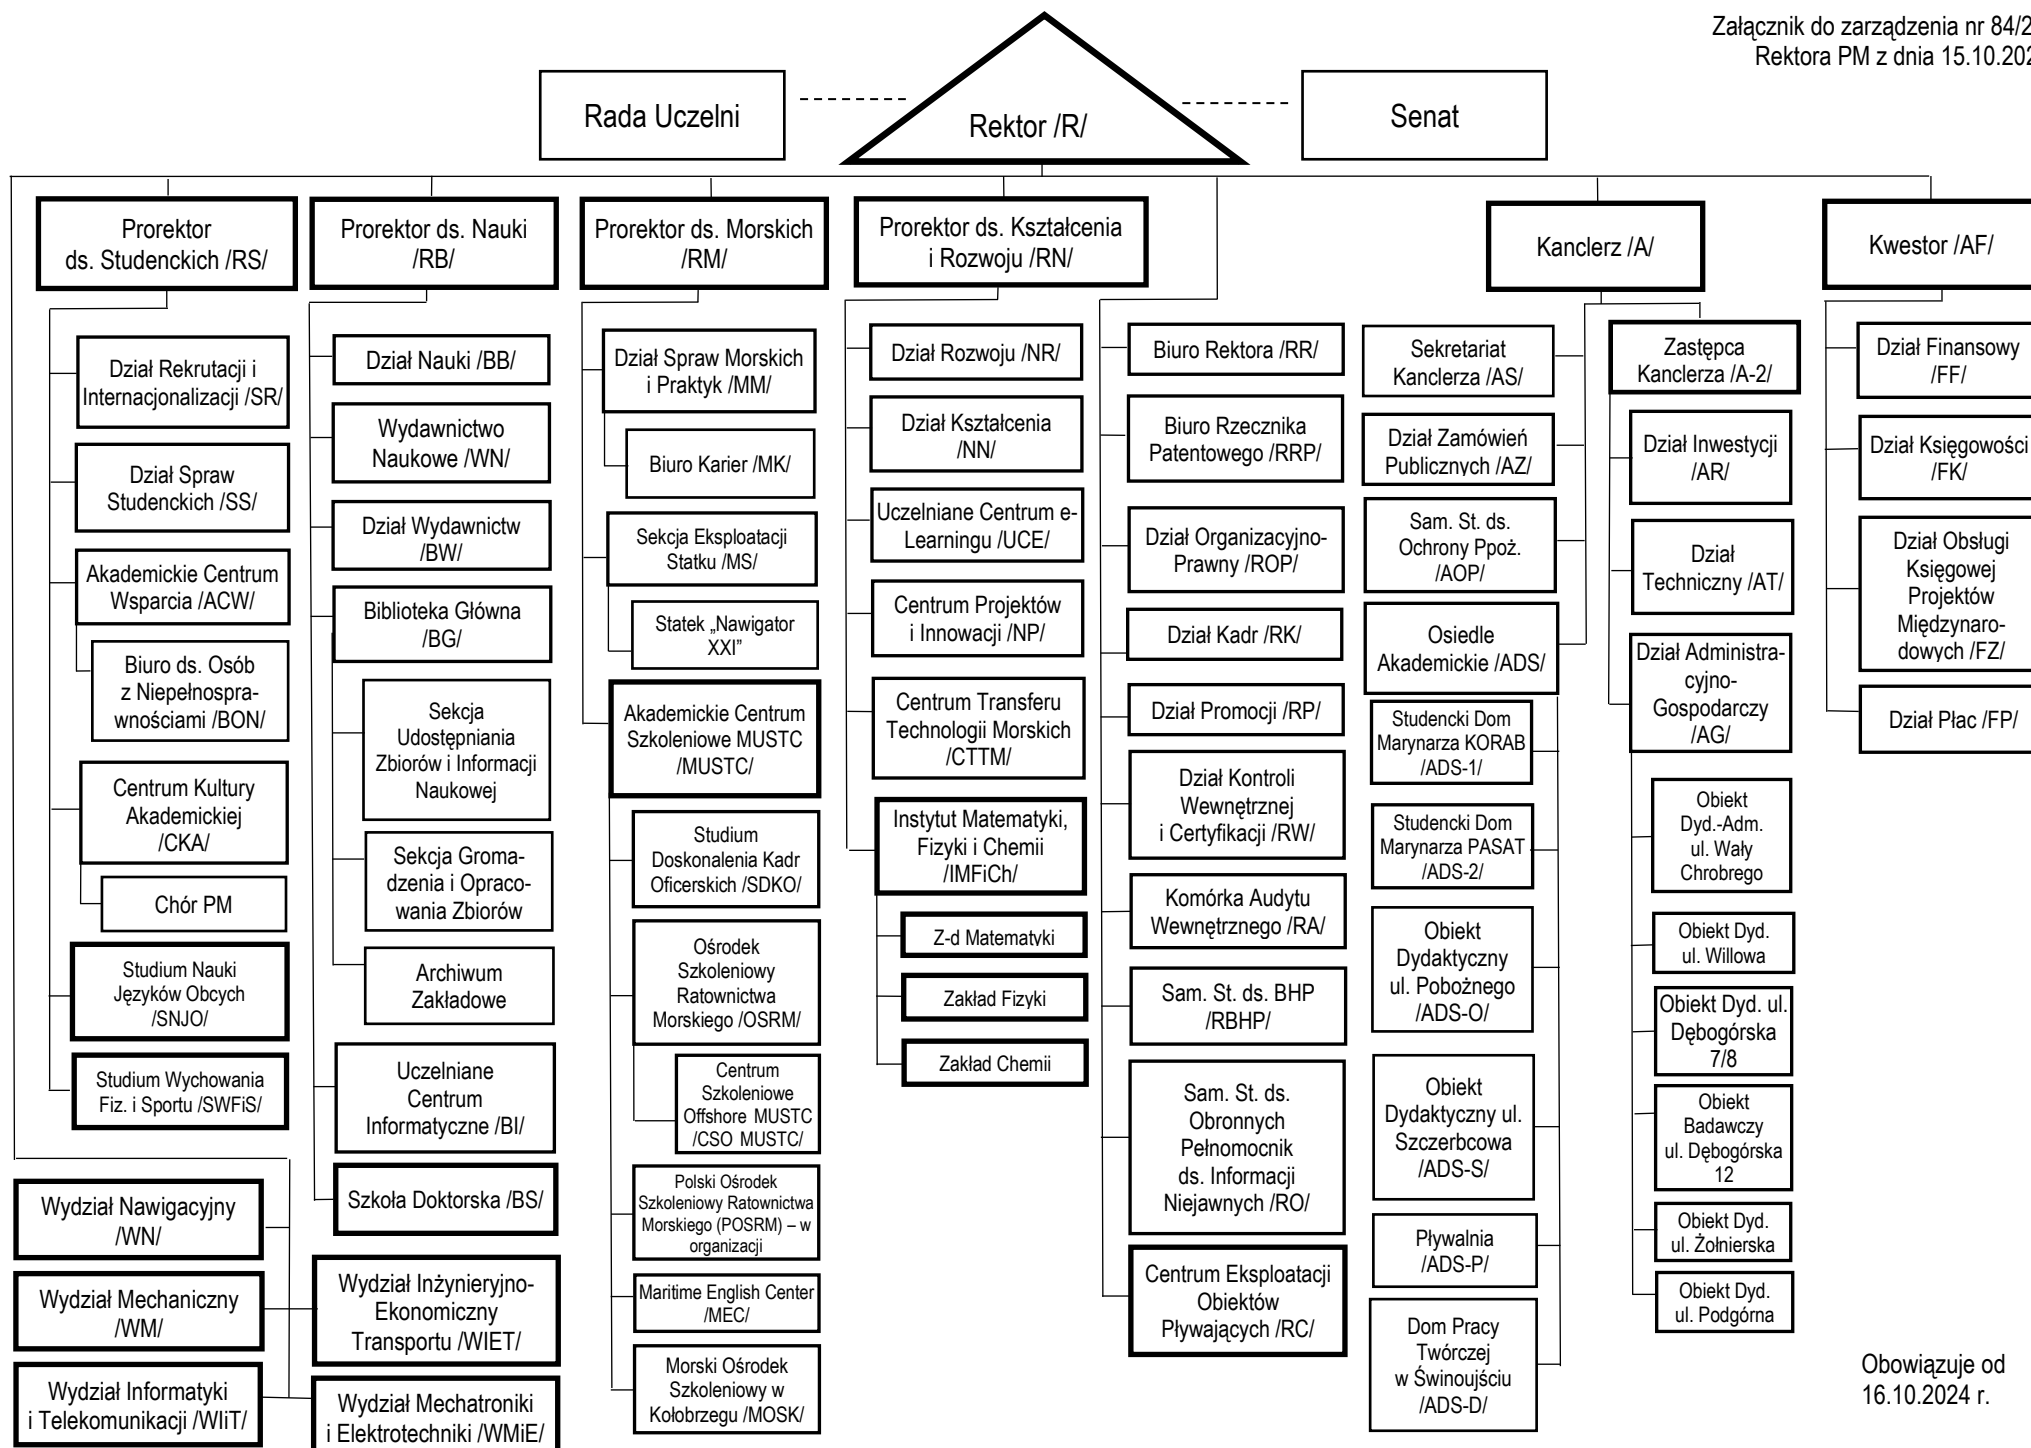 Załącznik do zarządzenia nr 84/2
Rektora PM z dnia 15.10.202
Rada Uczelni
Rektor /R/
Senat
Prorektor
ds. Studenckich /RS/
Prorektor ds. Nauki
/RB/
Prorektor ds. Morskich
/RM/
Prorektor ds. Kształcenia
i Rozwoju /RN/
Kanclerz /A/
Kwestor /AF/
Dział Rekrutacji i
Internacjonalizacji /SR/
Dział Spraw
Studenckich /SS/
Akademickie Centrum
Wsparcia /ACW/
Biuro ds. Osób
z Niepełnospra-
wnościami /BON/
Centrum Kultury
Akademickiej
/CKA/
Chór PM
Studium Nauki
Języków Obcych
/SNJO/
Studium Wychowania
Fiz. i Sportu /SWFiS/
Dział Nauki /BB/
Wydawnictwo
Naukowe /WN/
Dział Wydawnictw
/BW/
Biblioteka Główna
/BG/
Sekcja
Udostępniania
Zbiorów i Informacji
Naukowej
Sekcja Groma-
dzenia i Opraco-
wania Zbiorów
Archiwum
Zakładowe
Uczelniane
Centrum
Informatyczne /BI/
Szkoła Doktorska /BS/
Dział Spraw Morskich
i Praktyk /MM/
Biuro Karier /MK/
Sekcja Eksploatacji
Statku /MS/
Statek „Nawigator
XXI”
Akademickie Centrum
Szkoleniowe MUSTC
/MUSTC/
Studium
Doskonalenia Kadr
Oficerskich /SDKO/
Ośrodek
Szkoleniowy
Ratownictwa
Morskiego /OSRM/
Centrum
Szkoleniowe
Offshore MUSTC
/CSO MUSTC/
Polski Ośrodek
Szkoleniowy Ratownictwa
Morskiego (POSRM) – w
organizacji
Maritime English Center
/MEC/
Morski Ośrodek
Szkoleniowy w
Kołobrzegu /MOSK/
Dział Rozwoju /NR/
Dział Kształcenia
/NN/
Uczelniane Centrum e-
Learningu /UCE/
Centrum Projektów
i Innowacji /NP/
Centrum Transferu
Technologii Morskich
/CTTM/
Instytut Matematyki,
Fizyki i Chemii
/IMFiCh/
Z-d Matematyki
Zakład Fizyki
Zakład Chemii
Biuro Rektora /RR/
Biuro Rzecznika
Patentowego /RRP/
Dział Organizacyjno-
Prawny /ROP/
Dział Kadr /RK/
Dział Promocji /RP/
Dział Kontroli
Wewnętrznej
i Certyfikacji /RW/
Komórka Audytu
Wewnętrznego /RA/
Sam. St. ds. BHP
/RBHP/
Sam. St. ds.
Obronnych
Pełnomocnik
ds. Informacji
Niejawnych /RO/
Centrum Eksploatacji
Obiektów
Pływających /RC/
Sekretariat
Kanclerza /AS/
Dział Zamówień
Publicznych /AZ/
Sam. St. ds.
Ochrony Ppoż.
/AOP/
Osiedle
Akademickie /ADS/
Studencki Dom
Marynarza KORAB
/ADS-1/
Studencki Dom
Marynarza PASAT
/ADS-2/
Obiekt
Dydaktyczny
ul. Pobożnego
/ADS-O/
Obiekt
Dydaktyczny ul.
Szczerbcowa
/ADS-S/
Pływalnia
/ADS-P/
Dom Pracy
Twórczej
w Świnoujściu
/ADS-D/
Zastępca
Kanclerza /A-2/
Dział Inwestycji
/AR/
Dział
Techniczny /AT/
Dział Administra-
cyjno-
Gospodarczy
/AG/
Obiekt
Dyd.-Adm.
ul. Wały
Chrobrego
Obiekt Dyd.
ul. Willowa
Obiekt Dyd. ul.
Dębogórska
7/8
Obiekt
Badawczy
ul. Dębogórska
12
Obiekt Dyd.
ul. Żołnierska
Obiekt Dyd.
ul. Podgórna
Dział Finansowy
/FF/
Dział Księgowości
/FK/
Dział Obsługi
Księgowej
Projektów
Międzynaro-
dowych /FZ/
Dział Płac /FP/
Wydział Nawigacyjny
/WN/
Wydział Mechaniczny
/WM/
Wydział Informatyki
i Telekomunikacji /WIiT/
Wydział Inżynieryjno-
Ekonomiczny
Transportu /WIET/
Wydział Mechatroniki
i Elektrotechniki /WMiE/
Obowiązuje od
16.10.2024 r.